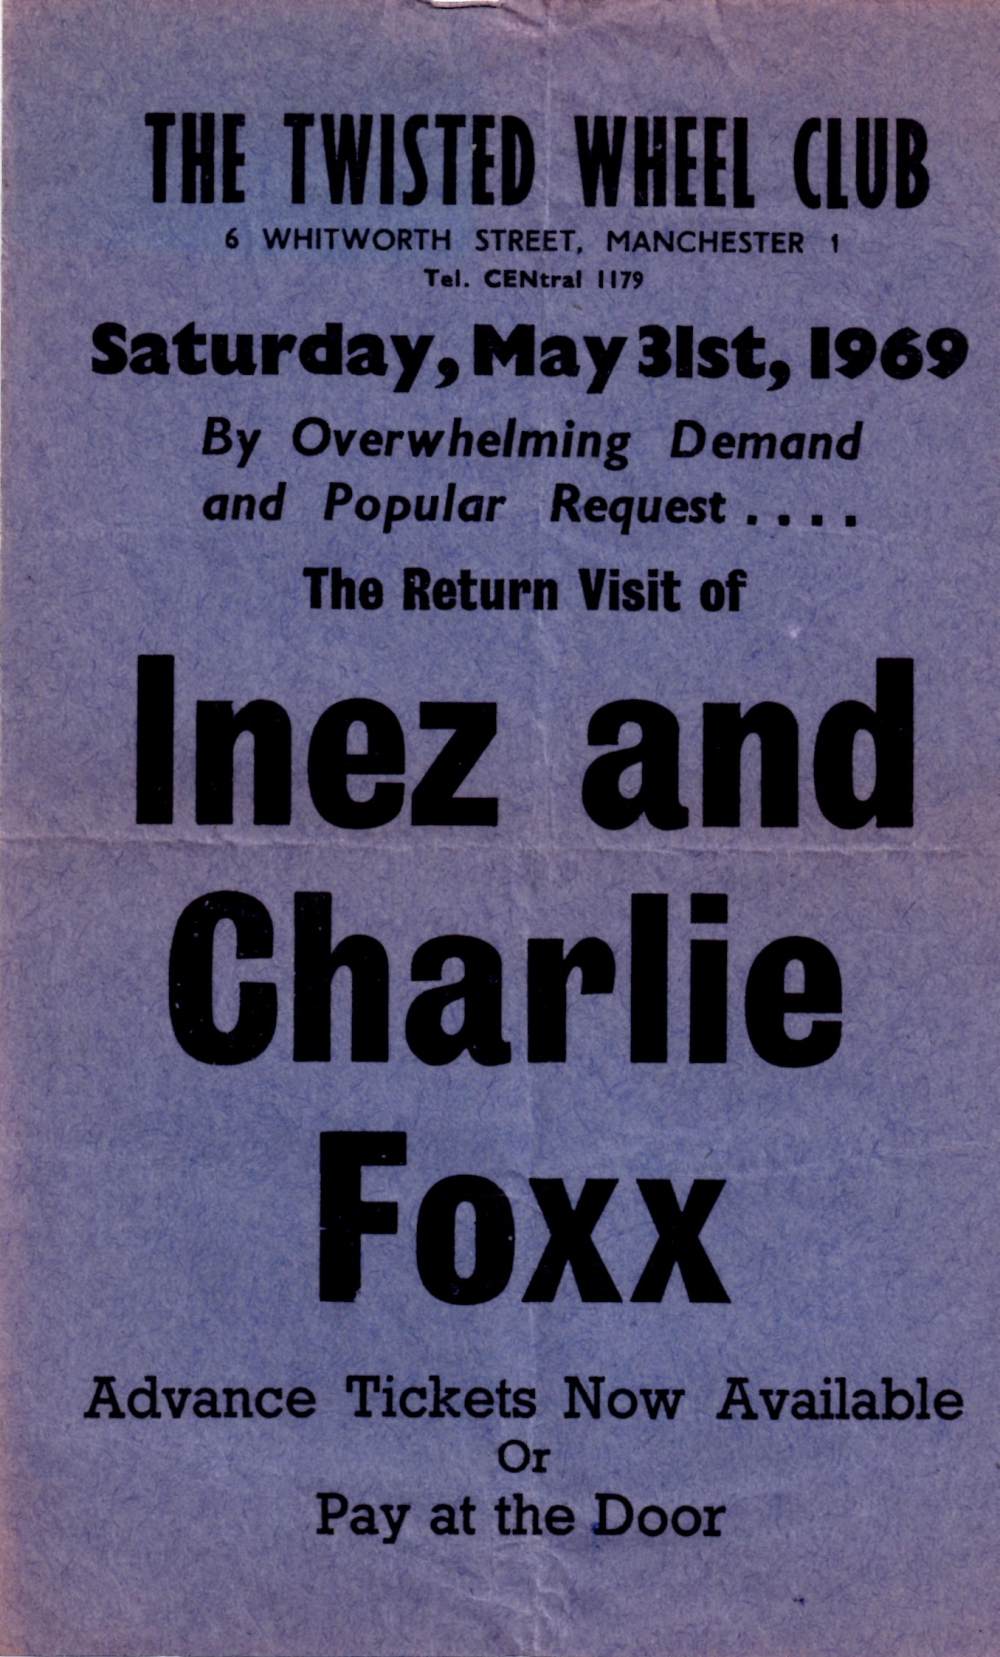 THE TWISTED WHEEL CLUB
6 WHITWORTH STREET, MANCHESTER 1
Tel. CENtral 1179
Saturday, May 31st, 1969
By Overwhelming Demand
and Popular Request . . . .
The Return Visit of
Inez and
Charlie
Foxx
Advance Tickets Now Available
Or
Pay at the Door